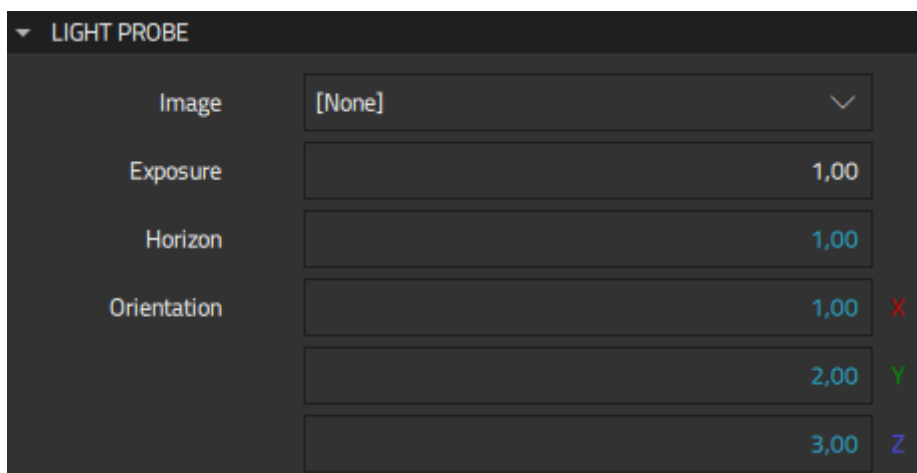 LIGHT PROBE
Image [None]
Exposure 1,00
Horizon 1,00
Orientation 1,00 X
2,00 Y
3,00 Z